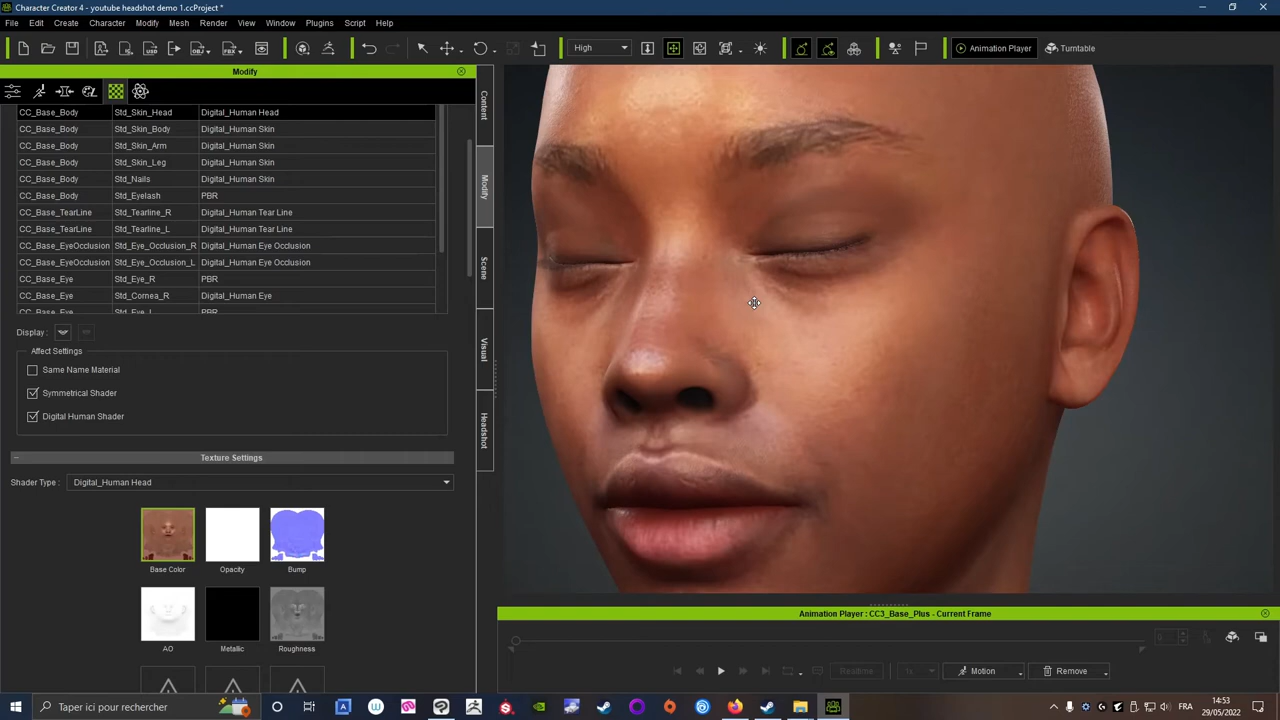 Character Creator 4 - youtube headshot demo 1.ccProject *
File Edit Create Character Modify Mesh Render View Window Plugins Script Help
High Animation Player Turntable
Modify
CC_Base_Body Std_Skin_Head Digital_Human Head
CC_Base_Body Std_Skin_Body Digital_Human Skin
CC_Base_Body Std_Skin_Arm Digital_Human Skin
CC_Base_Body Std_Skin_Leg Digital_Human Skin
CC_Base_Body Std_Nails Digital_Human Skin
CC_Base_Body Std_Eyelash PBR
CC_Base_TearLine Std_Tearline_R Digital_Human Tear Line
CC_Base_TearLine Std_Tearline_L Digital_Human Tear Line
CC_Base_EyeOcclusion Std_Eye_Occlusion_R Digital_Human Eye Occlusion
CC_Base_EyeOcclusion Std_Eye_Occlusion_L Digital_Human Eye Occlusion
CC_Base_Eye Std_Eye_R PBR
CC_Base_Eye Std_Cornea_R Digital_Human Eye
CC_Base_Eye Std_Eye_L PBR
Display :
Affect Settings
Same Name Material
Symmetrical Shader
Digital Human Shader
Texture Settings
Shader Type : Digital_Human Head
Base Color Opacity Bump
AO Metallic Roughness
Content
Modify
Scene
Visual
Headshot
Animation Player : CC3_Base_Plus - Current Frame
Realtime Motion Remove
Taper ici pour rechercher
FRA
14:53
09/05/2022